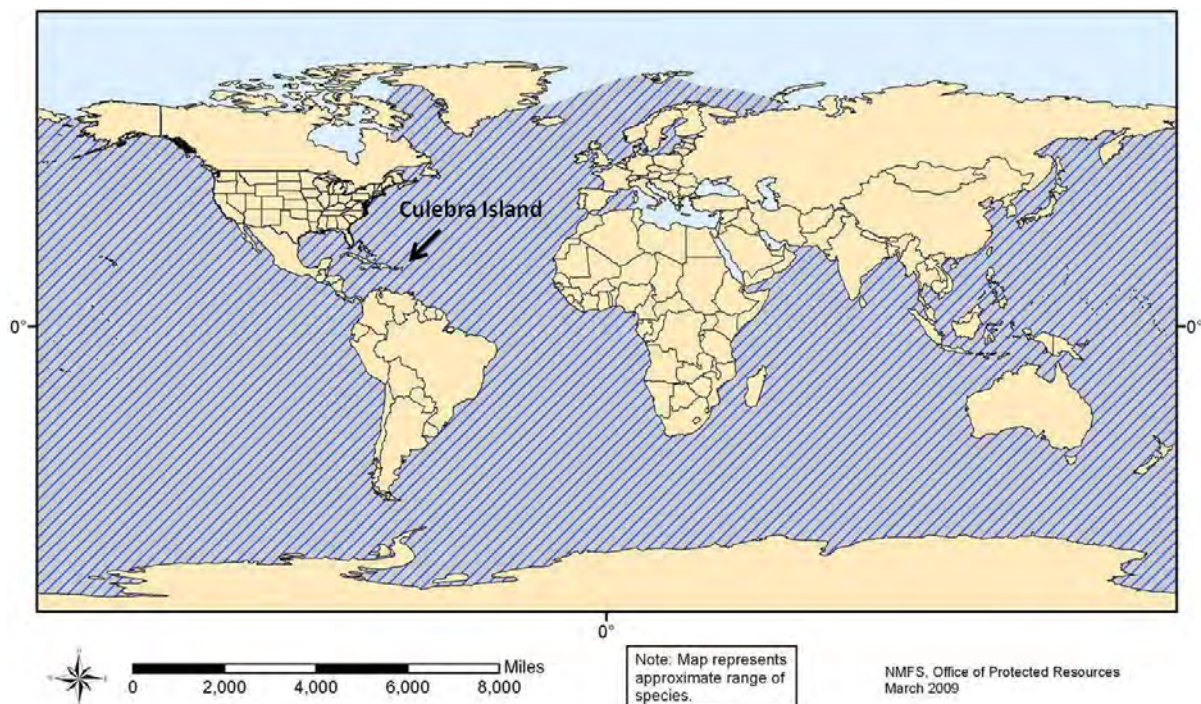 Culebra Island
0°
0°
0°
Miles
0
2,000
4,000
6,000
8,000
Note: Map represents
approximate range of
species.
NMFS, Office of Protected Resources
March 2009